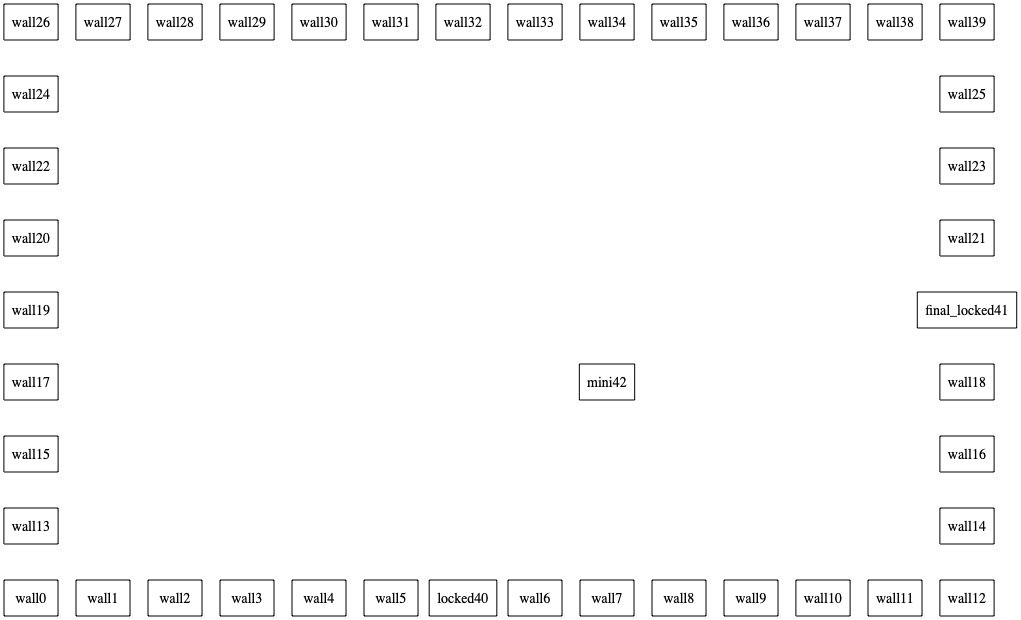 wall26 wall27 wall28 wall29 wall30 wall31 wall32 wall33 wall34 wall35 wall36 wall37 wall38 wall39
wall24 wall25
wall22 wall23
wall20 wall21
wall19 final_locked41
wall17 mini42 wall18
wall15 wall16
wall13 wall14
wall0 wall1 wall2 wall3 wall4 wall5 locked40 wall6 wall7 wall8 wall9 wall10 wall11 wall12